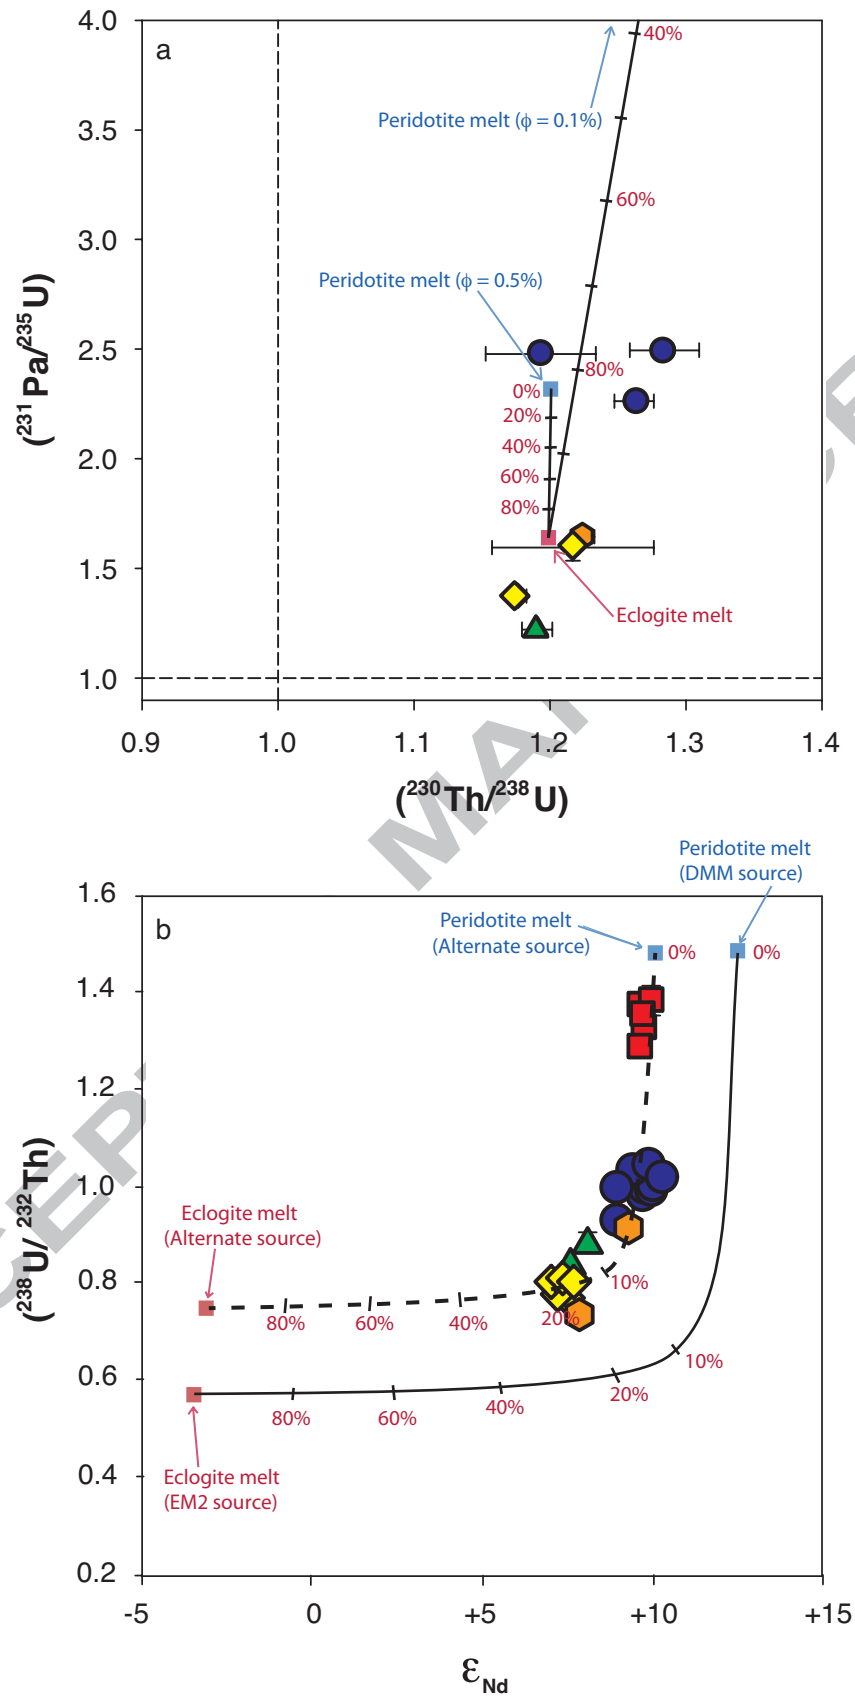 4.0
a
40%
Peridotite melt (ϕ = 0.1%)
3.5
60%
3.0
Peridotite melt (ϕ = 0.5%)
(²³¹Pa/²³⁵U)
2.5
80%
0%
20%
2.0
40%
60%
80%
1.5
Eclogite melt
1.0
0.9 1.0 1.1 1.2 1.3 1.4
(²³⁰Th/²³⁸U)
Peridotite melt
(DMM source)
1.6
b
Peridotite melt
(Alternate source)
0% 0%
1.4
1.2
(²³⁸U/²³²Th)
1.0
Eclogite melt
(Alternate source)
0.8
10%
80% 60% 40% 20%
0.6
10%
20%
80% 60% 40%
0.4
Eclogite melt
(EM2 source)
0.2
-5 0 +5 +10 +15
εNd